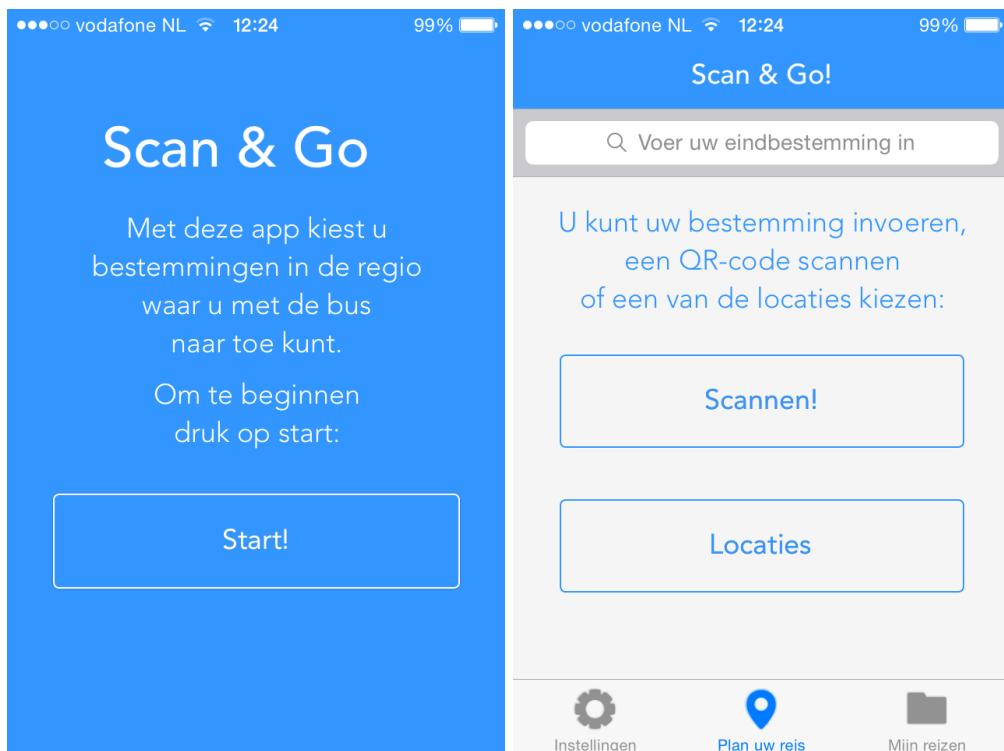 vodafone NL 12:24 99%
Scan & Go
Met deze app kiest u
bestemmingen in de regio
waar u met de bus
naar toe kunt.
Om te beginnen
druk op start:
Start!
vodafone NL 12:24 99%
Scan & Go!
Voer uw eindbestemming in
U kunt uw bestemming invoeren,
een QR-code scannen
of een van de locaties kiezen:
Scannen!
Locaties
Instellingen Plan uw reis Mijn reizen